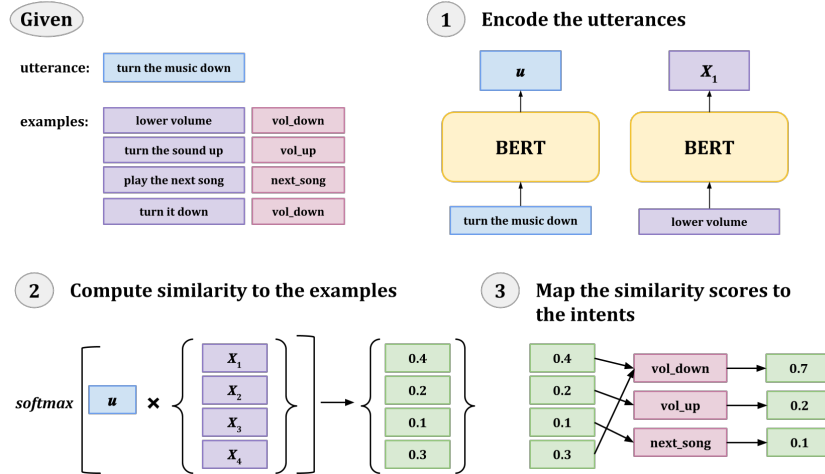 Given
utterance: turn the music down
examples: lower volume vol_down
turn the sound up vol_up
play the next song next_song
turn it down vol_down
1 Encode the utterances
u X1
BERT BERT
turn the music down lower volume
2 Compute similarity to the examples
softmax [ u × { X1 X2 X3 X4 } ] → { 0.4 0.2 0.1 0.3 }
3 Map the similarity scores to
the intents
0.4 vol_down 0.7
0.2 vol_up 0.2
0.1 next_song 0.1
0.3